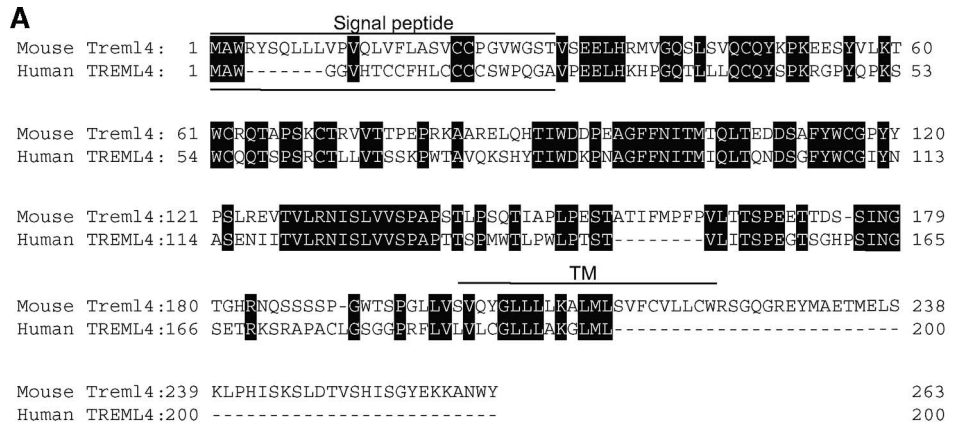 A
Signal peptide
Mouse Treml4: 1 MAWRYSQLLLVPVQLVFLASVCCPGVWGSTVSEELHRMVGQSLSVQCQYKPKEESYVLKT 60
Human TREML4: 1 MAW-------GGVHTCCFHLCCCCSWPQGAVPEELHKHPGQTLLLQCQYSPKRGPYQPKS 53
Mouse Treml4: 61 WCRQTAPSKCTRVVTTPEPRKAARELQHTIWDDPEAGFFNITMTQLTEDDSAFYWCGPYY 120
Human TREML4: 54 WCQQTSPSRCTLLVTSSKPWTAVQKSHYTIWDKPNAGFFNITMIQLTQNDSGFYWCGIYN 113
Mouse Treml4:121 PSLREVTVLRNISLVVSPAPSTLPSQTIAPLPESTATIFMPFPVLTTSPEETTDS-SING 179
Human TREML4:114 ASENIITVLRNISLVVSPAPTTSPMWTLPWLPTST--------VLITSPEGTSGHPSING 165
TM
Mouse Treml4:180 TGHRNQSSSSP-GWTSPGLLVSVQYGLLLLKALMLSVFCVLLCWRSGQGREYMAETMELS 238
Human TREML4:166 SETRKSRAPACLGSGGPRFLVLVLCGLLLAKGLML------------------------- 200
Mouse Treml4:239 KLPHISKSLDTVSHISGYEKKANWY 263
Human TREML4:200 ------------------------- 200